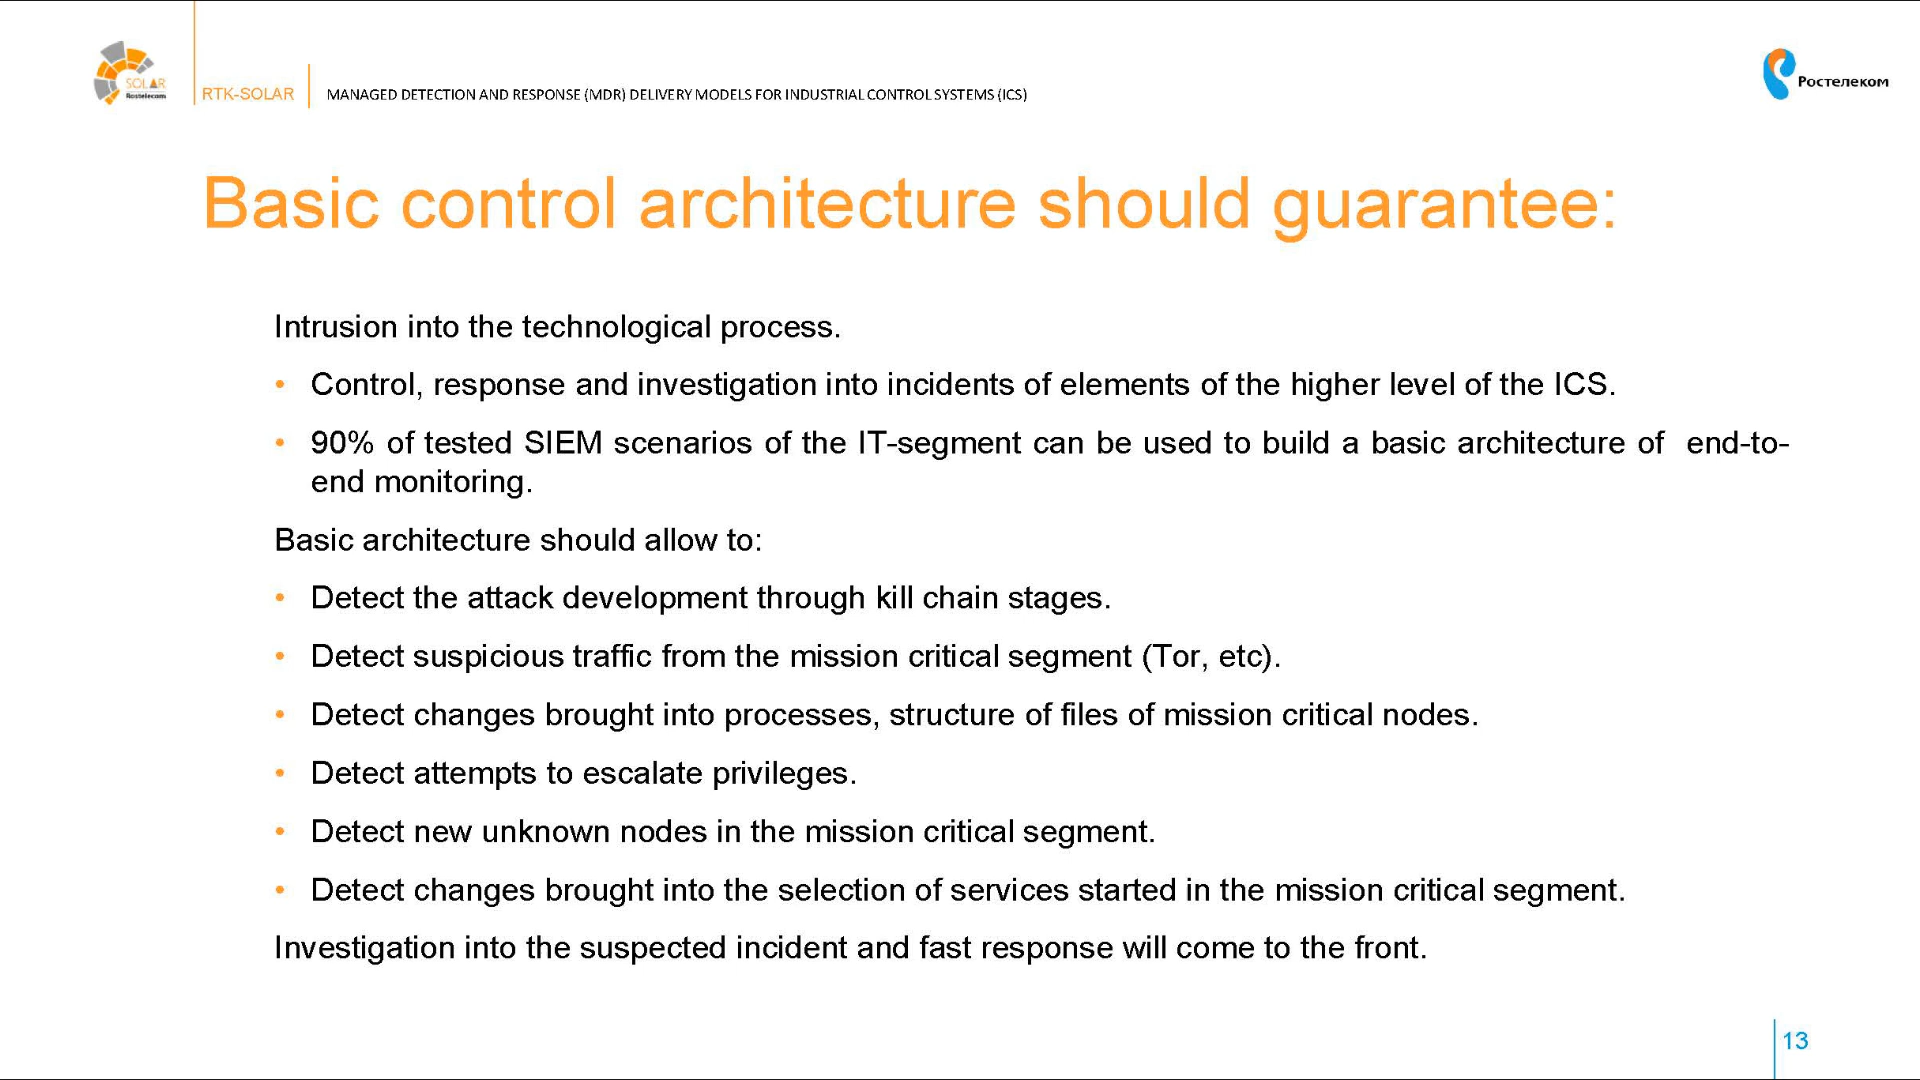 SOLAR
Rostelecom
RTK-SOLAR
MANAGED DETECTION AND RESPONSE (MDR) DELIVERY MODELS FOR INDUSTRIAL CONTROL SYSTEMS (ICS)
Ростелеком
Basic control architecture should guarantee:
Intrusion into the technological process.
• Control, response and investigation into incidents of elements of the higher level of the ICS.
• 90% of tested SIEM scenarios of the IT-segment can be used to build a basic architecture of end-to-
end monitoring.
Basic architecture should allow to:
• Detect the attack development through kill chain stages.
• Detect suspicious traffic from the mission critical segment (Tor, etc).
• Detect changes brought into processes, structure of files of mission critical nodes.
• Detect attempts to escalate privileges.
• Detect new unknown nodes in the mission critical segment.
• Detect changes brought into the selection of services started in the mission critical segment.
Investigation into the suspected incident and fast response will come to the front.
13